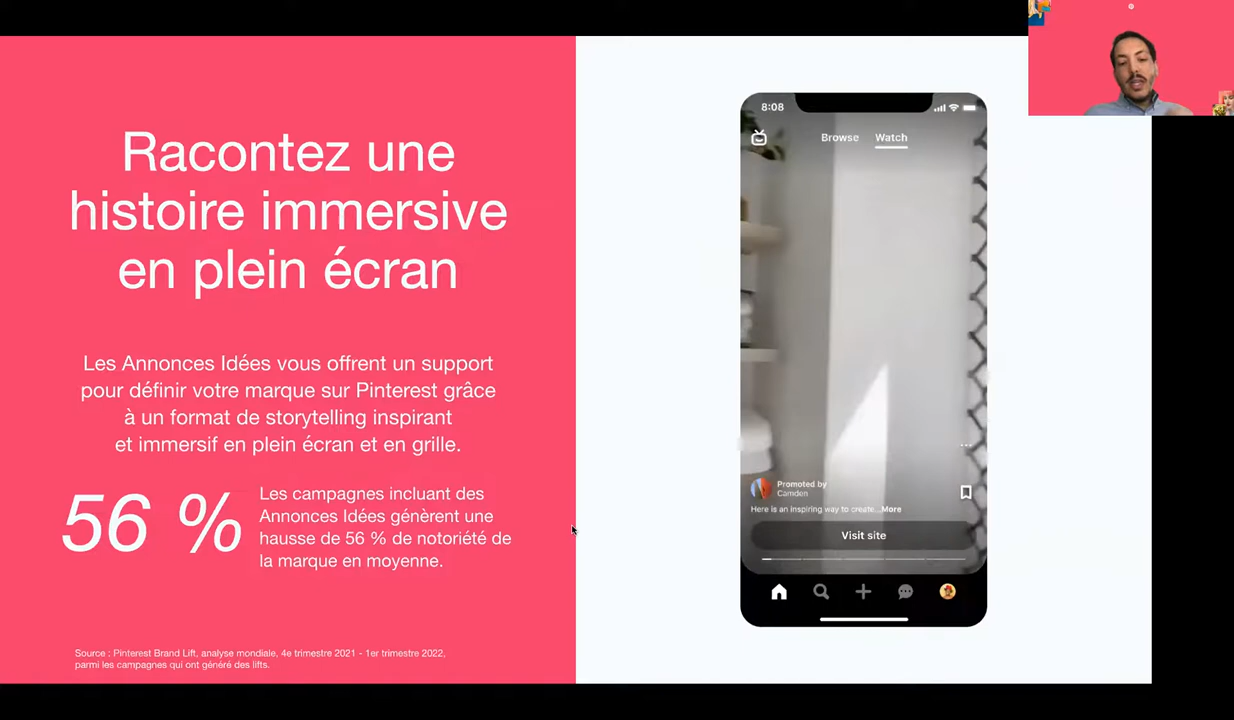 Racontez une
histoire immersive
en plein écran
Les Annonces Idées vous offrent un support
pour définir votre marque sur Pinterest grâce
à un format de storytelling inspirant
et immersif en plein écran et en grille.
56 %
Les campagnes incluant des
Annonces Idées génèrent une
hausse de 56 % de notoriété de
la marque en moyenne.
Source : Pinterest Brand Lift, analyse mondiale, 4e trimestre 2021 - 1er trimestre 2022,
parmi les campagnes qui ont généré des lifts.
8:08
Browse Watch
Promoted by
Camden
Here is an inspiring way to create...More
Visit site